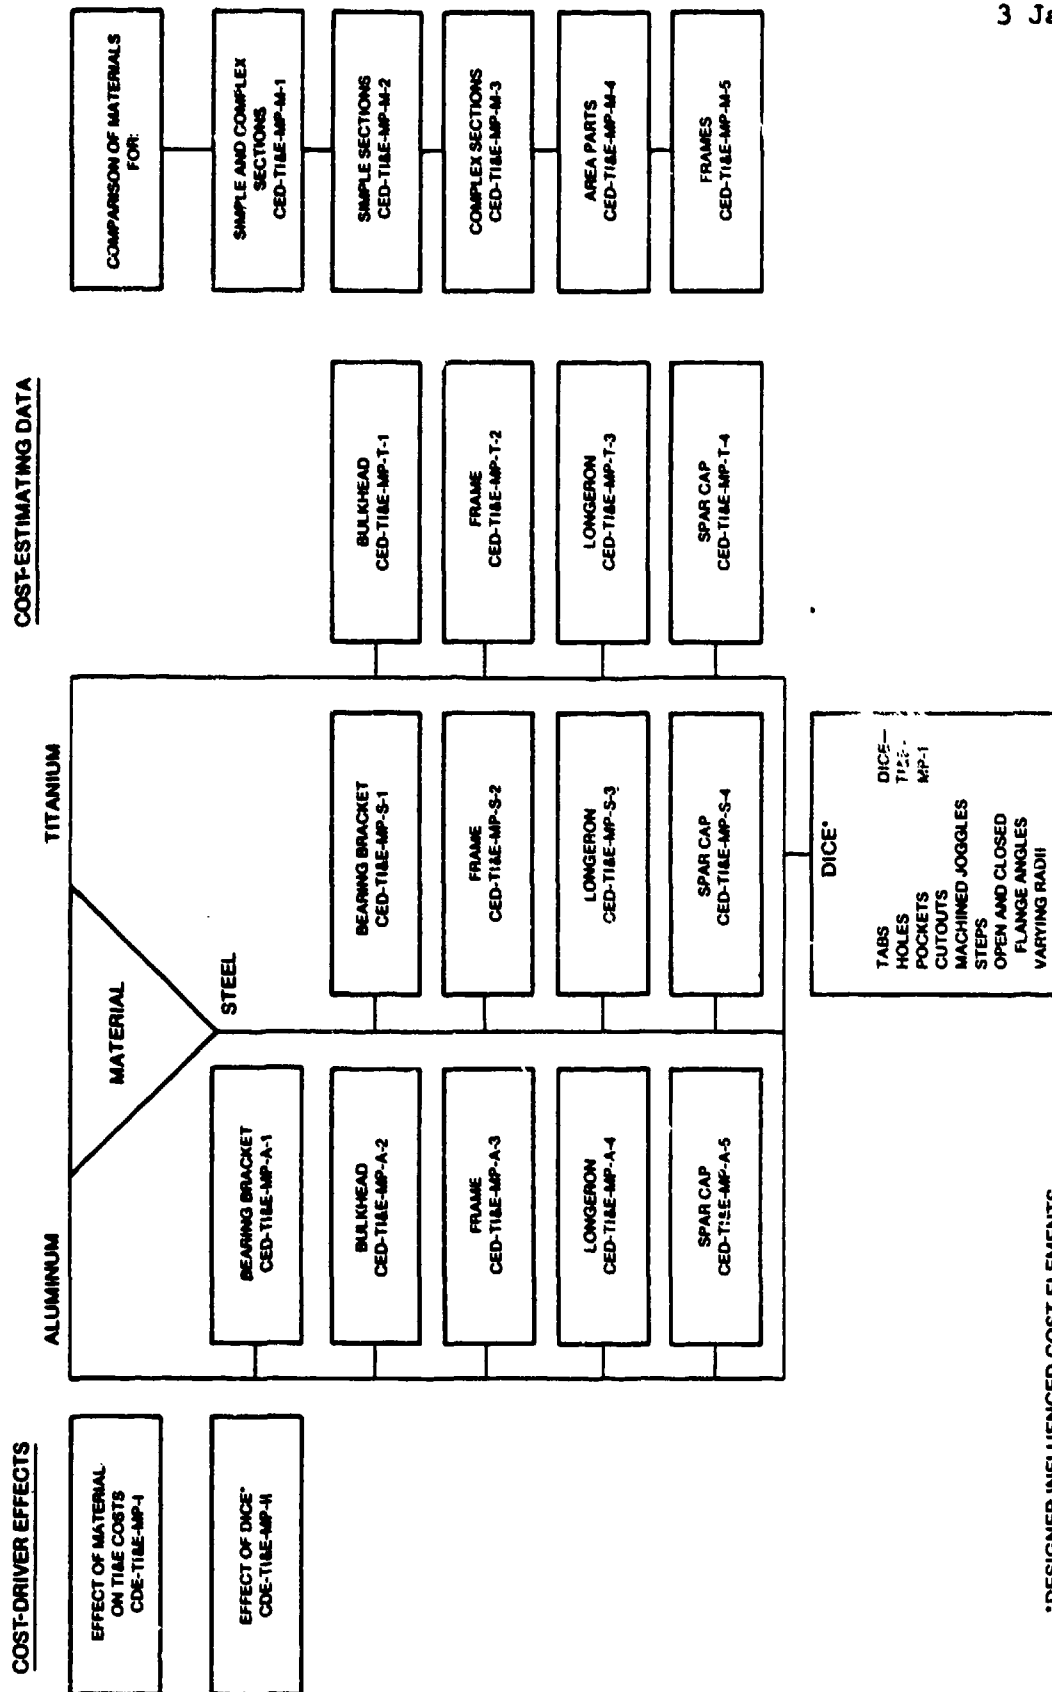 3 Ja
COST-DRIVER EFFECTS
EFFECT OF MATERIAL
ON TI&E COSTS
CDE-TI&E-MP-I
EFFECT OF DICE*
CDE-TI&E-MP-II
COST-ESTIMATING DATA
ALUMINUM
MATERIAL
TITANIUM
STEEL
BEARING BRACKET
CED-TI&E-MP-A-1
BULKHEAD
CED-TI&E-MP-A-2
FRAME
CED-TI&E-MP-A-3
LONGERON
CED-TI&E-MP-A-4
SPAR CAP
CED-TI&E-MP-A-5
BEARING BRACKET
CED-TI&E-MP-S-1
FRAME
CED-TI&E-MP-S-2
LONGERON
CED-TI&E-MP-S-3
SPAR CAP
CED-TI&E-MP-S-4
BULKHEAD
CED-TI&E-MP-T-1
FRAME
CED-TI&E-MP-T-2
LONGERON
CED-TI&E-MP-T-3
SPAR CAP
CED-TI&E-MP-T-4
COMPARISON OF MATERIALS
FOR:
SIMPLE AND COMPLEX
SECTIONS
CED-TI&E-MP-M-1
SIMPLE SECTIONS
CED-TI&E-MP-M-2
COMPLEX SECTIONS
CED-TI&E-MP-M-3
AREA PARTS
CED-TI&E-MP-M-4
FRAMES
CED-TI&E-MP-M-5
DICE*
TABS
HOLES
POCKETS
CUTOUTS
MACHINED JOGGLES
STEPS
OPEN AND CLOSED
FLANGE ANGLES
VARYING RADII
DICE—
TI&E-
MP-1
*DESIGNER INFLUENCED COST ELEMENTS